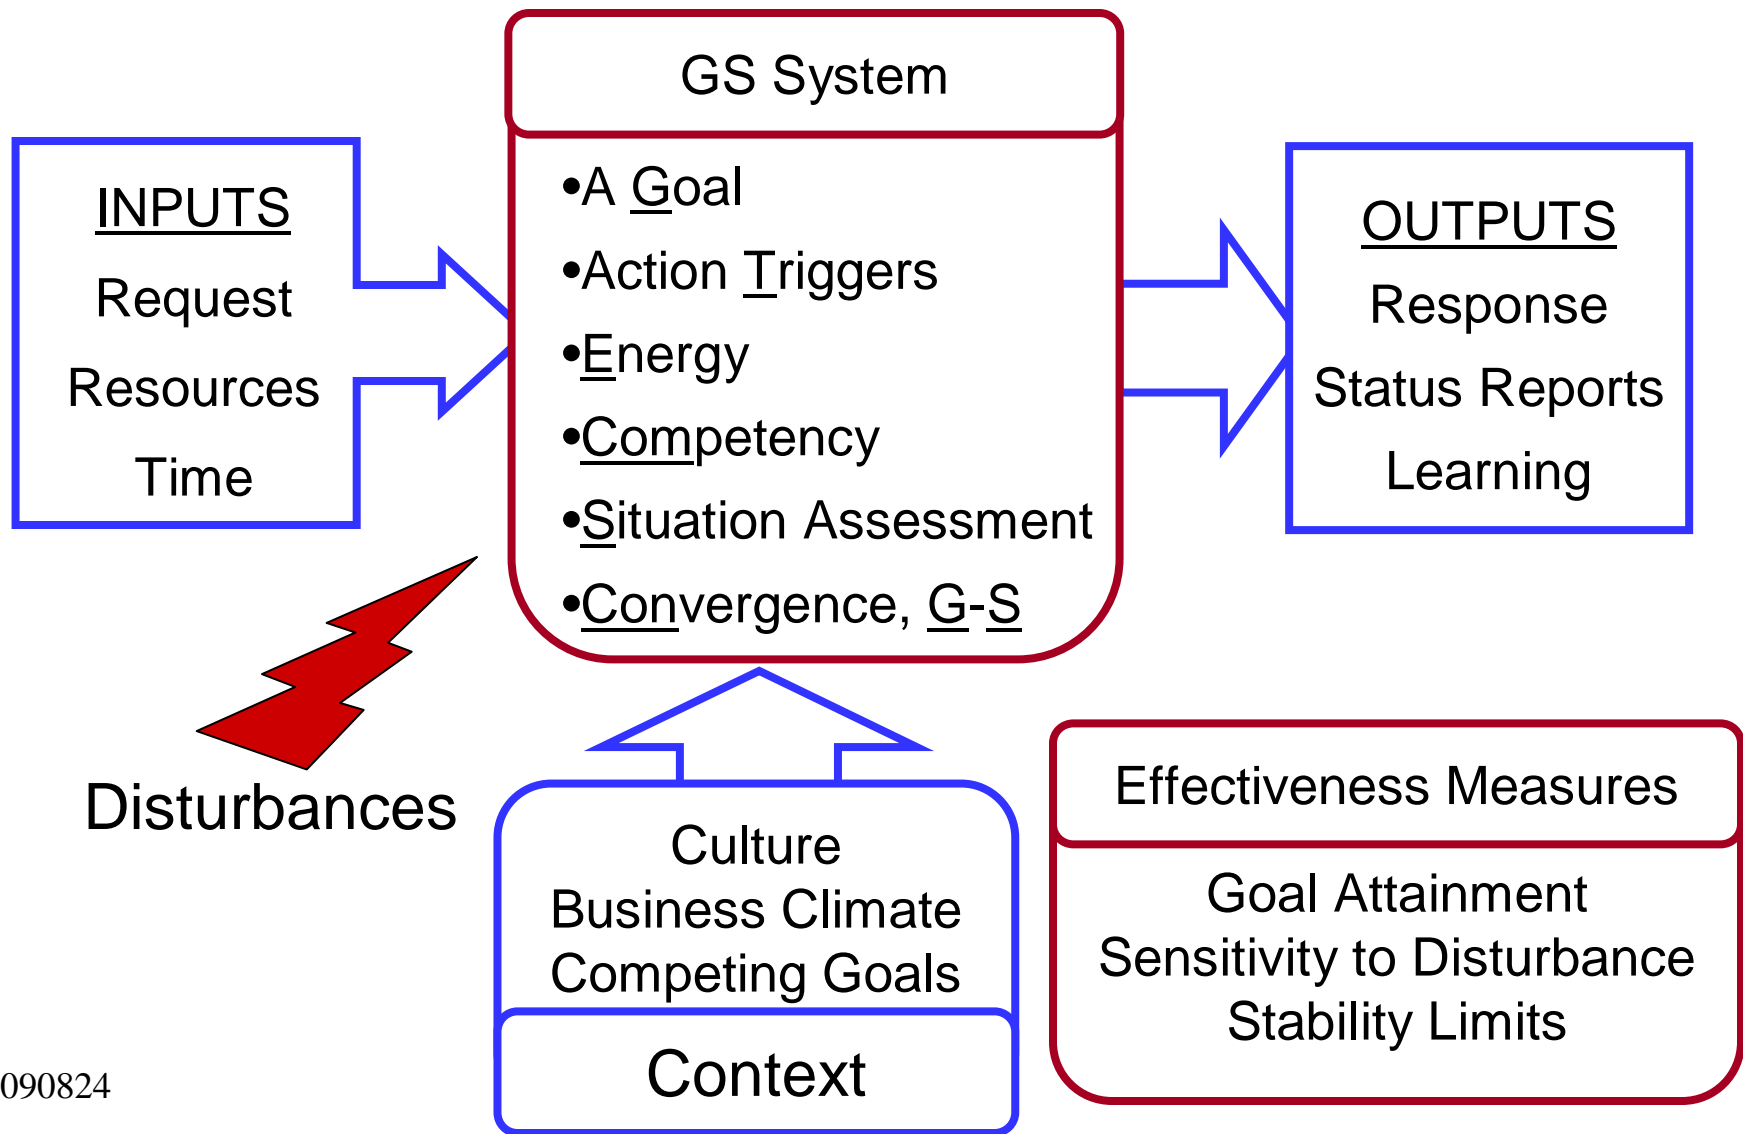 GS System
INPUTS
Request
Resources
Time
•A Goal
•Action Triggers
•Energy
•Competency
•Situation Assessment
•Convergence, G-S
OUTPUTS
Response
Status Reports
Learning
Disturbances
Culture
Business Climate
Competing Goals
Context
Effectiveness Measures
Goal Attainment
Sensitivity to Disturbance
Stability Limits
090824